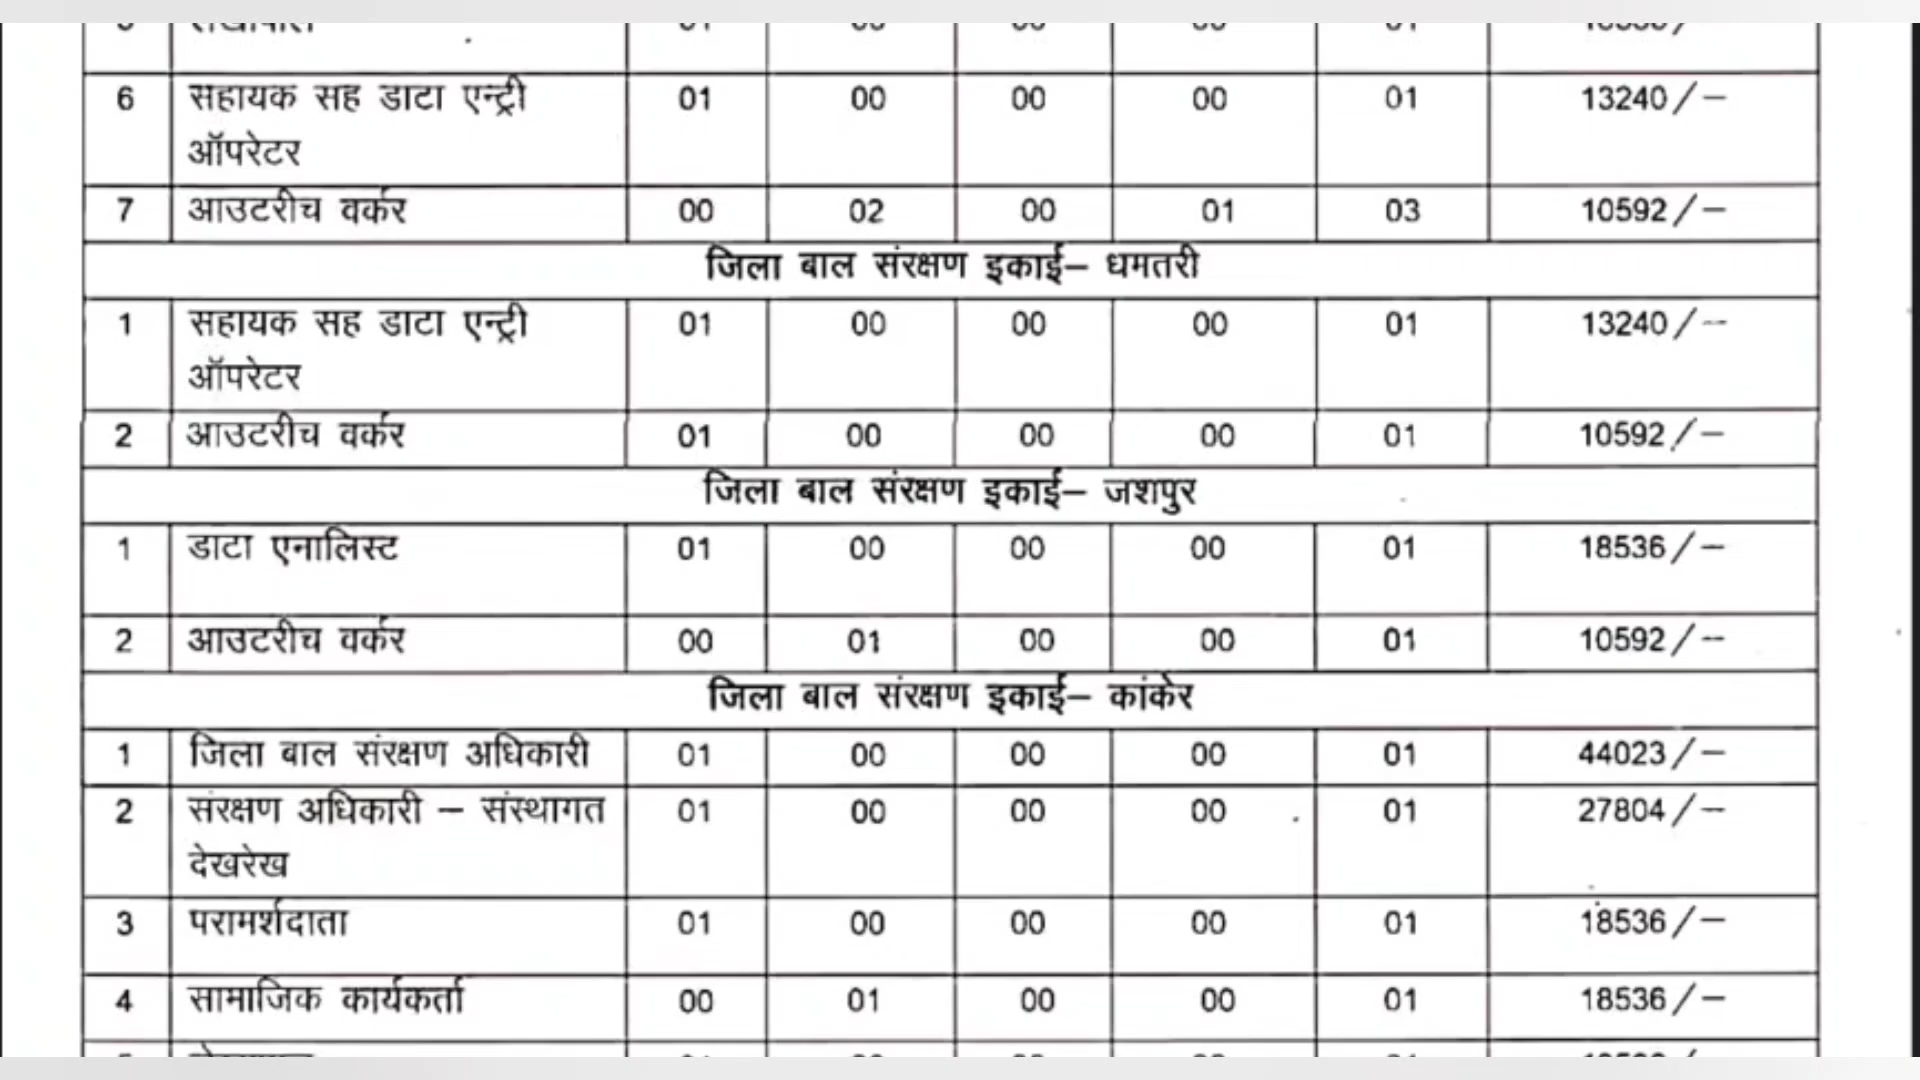 6 सहायक सह डाटा एन्ट्री 01 00 00 00 01 13240/–
ऑपरेटर
7 आउटरीच वर्कर 00 02 00 01 03 10592/–
जिला बाल संरक्षण इकाई– धमतरी
1 सहायक सह डाटा एन्ट्री 01 00 00 00 01 13240/–
ऑपरेटर
2 आउटरीच वर्कर 01 00 00 00 01 10592/–
जिला बाल संरक्षण इकाई– जशपुर
1 डाटा एनालिस्ट 01 00 00 00 01 18536/–
2 आउटरीच वर्कर 00 01 00 00 01 10592/–
जिला बाल संरक्षण इकाई– कांकेर
1 जिला बाल संरक्षण अधिकारी 01 00 00 00 01 44023/–
2 संरक्षण अधिकारी – संस्थागत 01 00 00 00 01 27804/–
देखरेख
3 परामर्शदाता 01 00 00 00 01 18536/–
4 सामाजिक कार्यकर्ता 00 01 00 00 01 18536/–